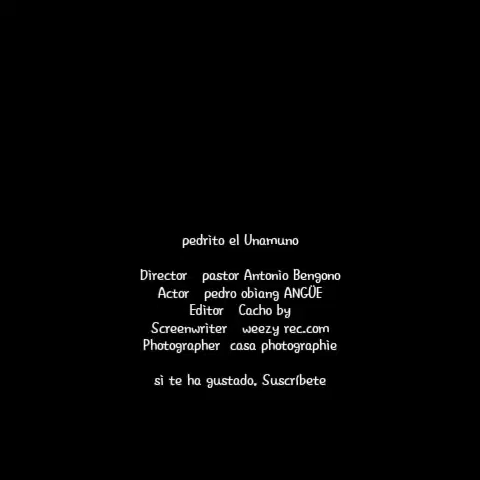 pedrito el Unamuno
Director pastor Antonio Bengono
Actor pedro obiang ANGÜE
Editor Cacho by
Screenwriter weezy rec.com
Photographer casa photographie
si te ha gustado. Suscríbete